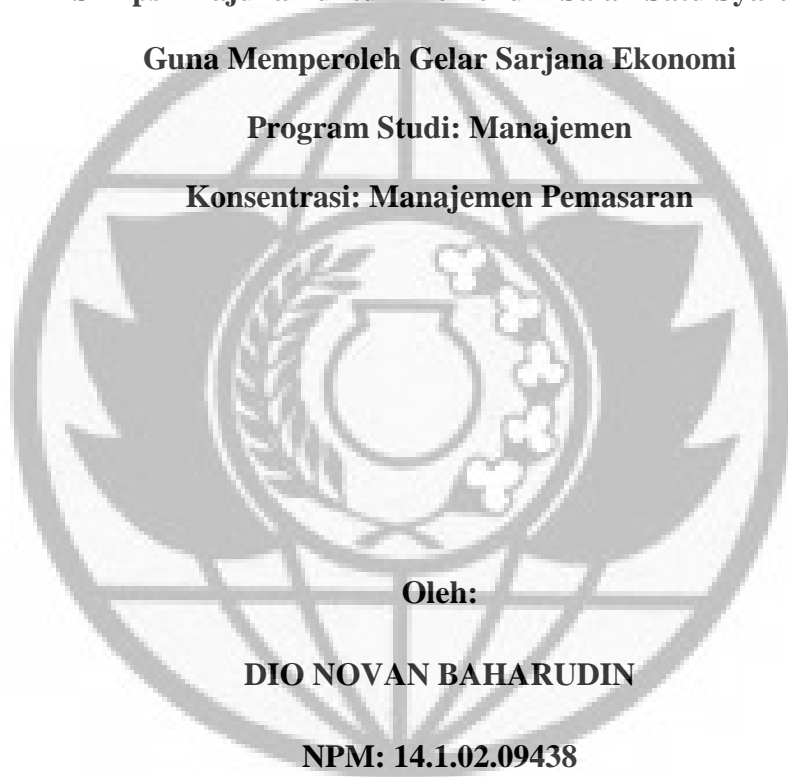 Guna Memperoleh Gelar Sarjana Ekonomi
Program Studi: Manajemen
Konsentrasi: Manajemen Pemasaran
Oleh:
DIO NOVAN BAHARUDIN
NPM: 14.1.02.09438